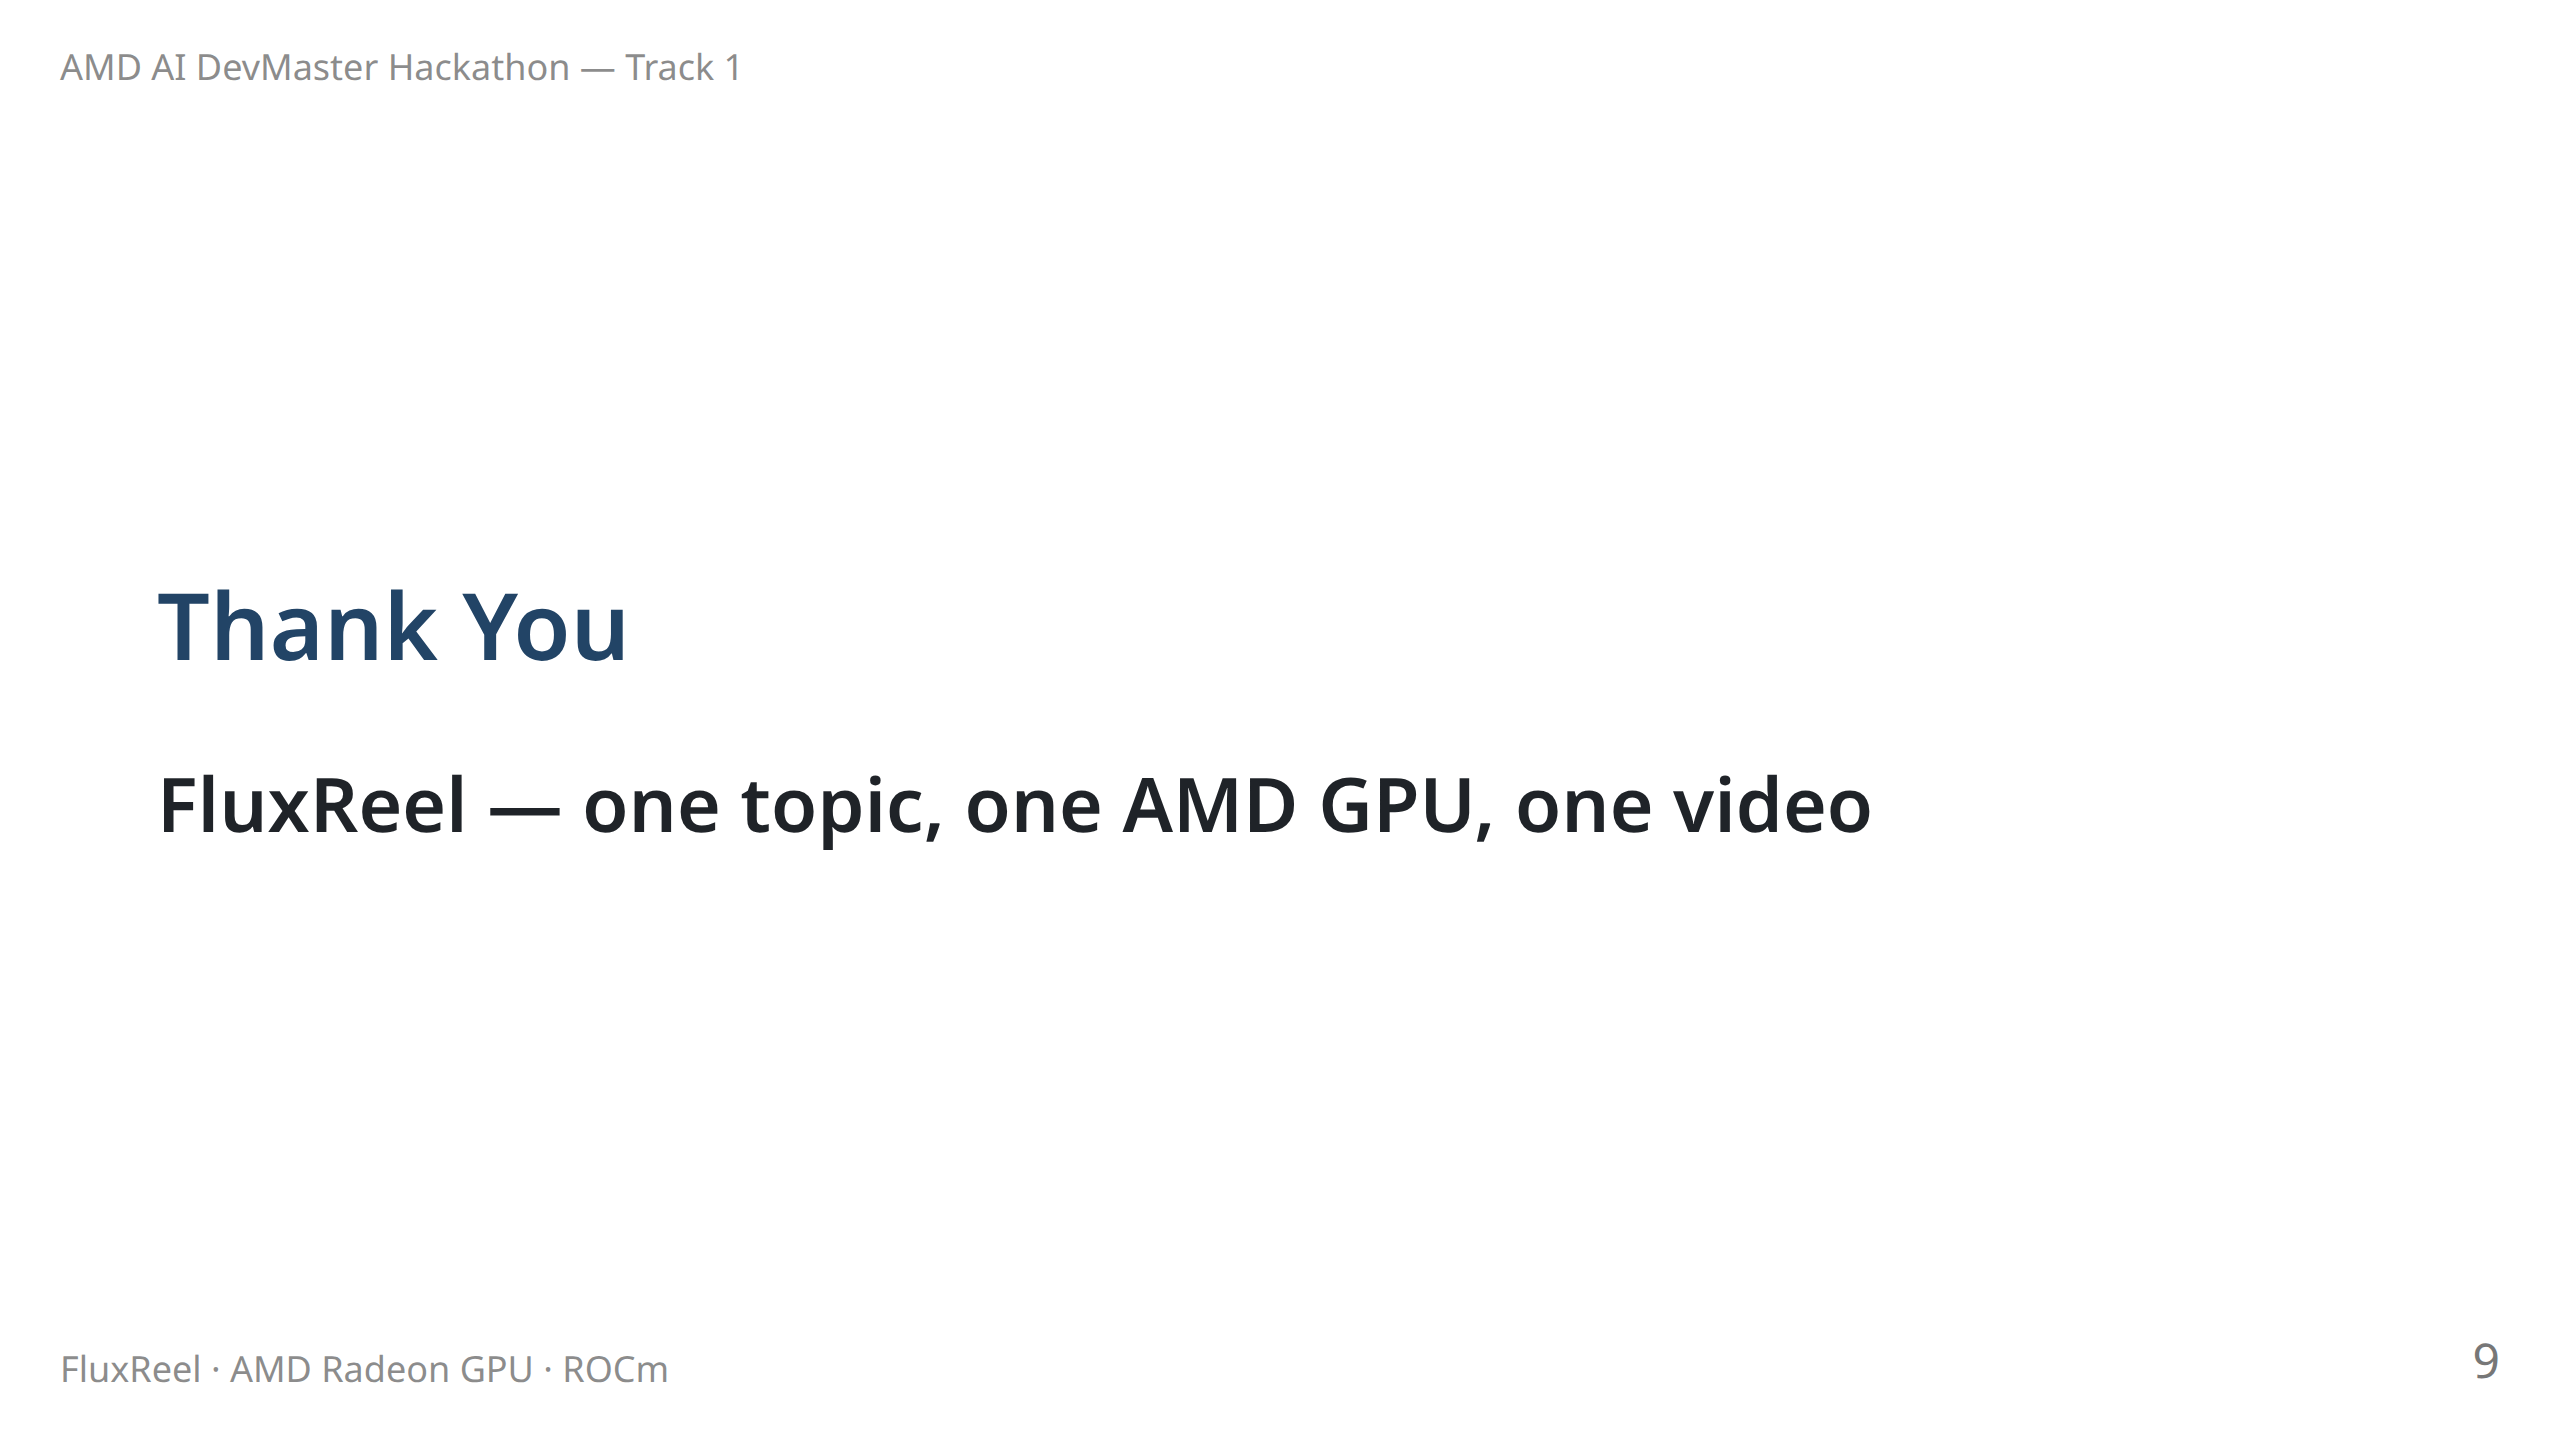 AMD AI DevMaster Hackathon — Track 1
Thank You
FluxReel — one topic, one AMD GPU, one video
FluxReel · AMD Radeon GPU · ROCm
9